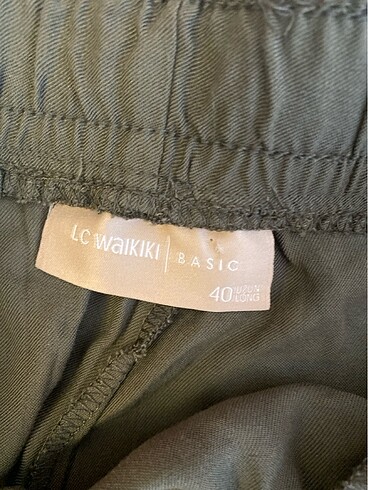 LC WAIKIKI | BASIC
40 UZUN
/LONG